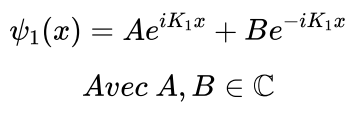 ψ₁(x) = Ae^{iK₁x} + Be^{-iK₁x}
Avec A, B ∈ ℂ